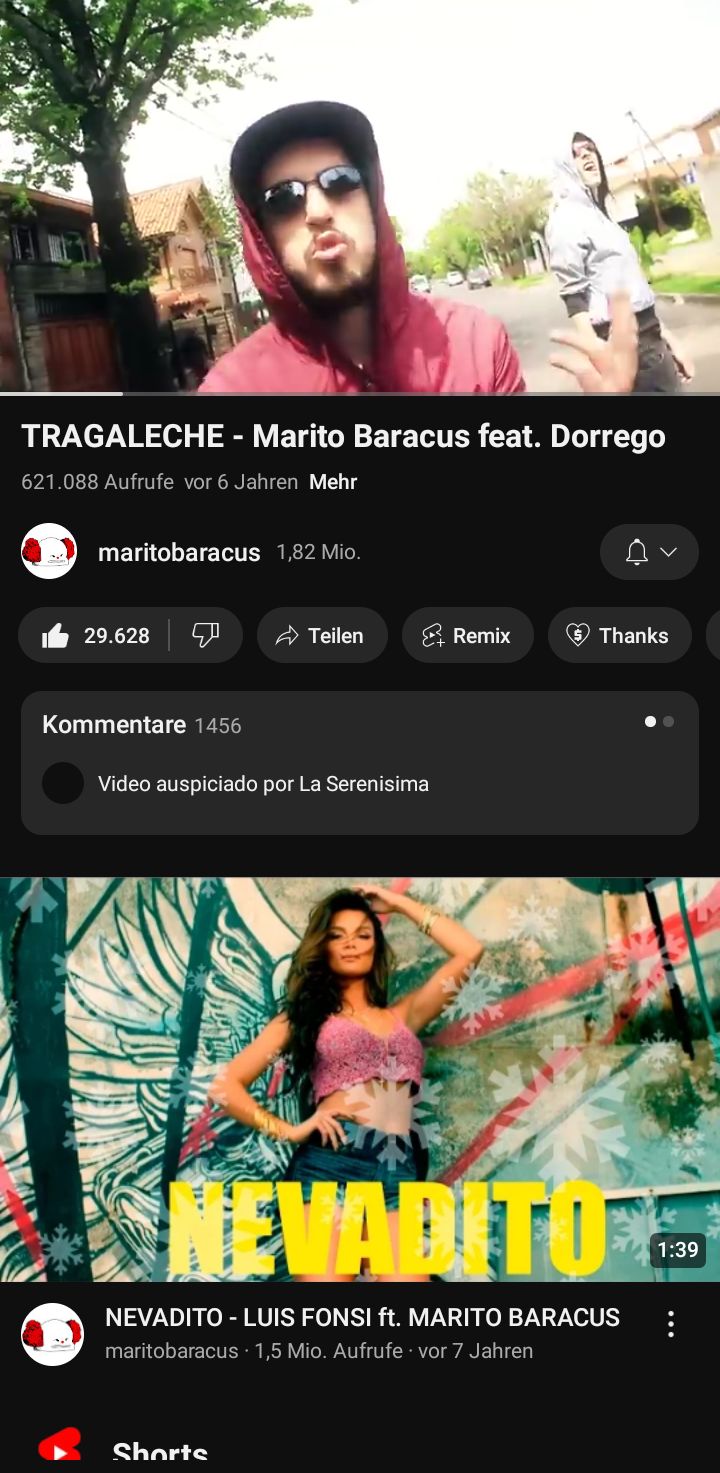 TRAGALECHE - Marito Baracus feat. Dorrego
621.088 Aufrufe vor 6 Jahren Mehr
maritobaracus 1,82 Mio.
29.628 Teilen Remix Thanks
Kommentare 1456
Video auspiciado por La Serenisima
NEVADITO
1:39
NEVADITO - LUIS FONSI ft. MARITO BARACUS
maritobaracus · 1,5 Mio. Aufrufe · vor 7 Jahren
Shorts